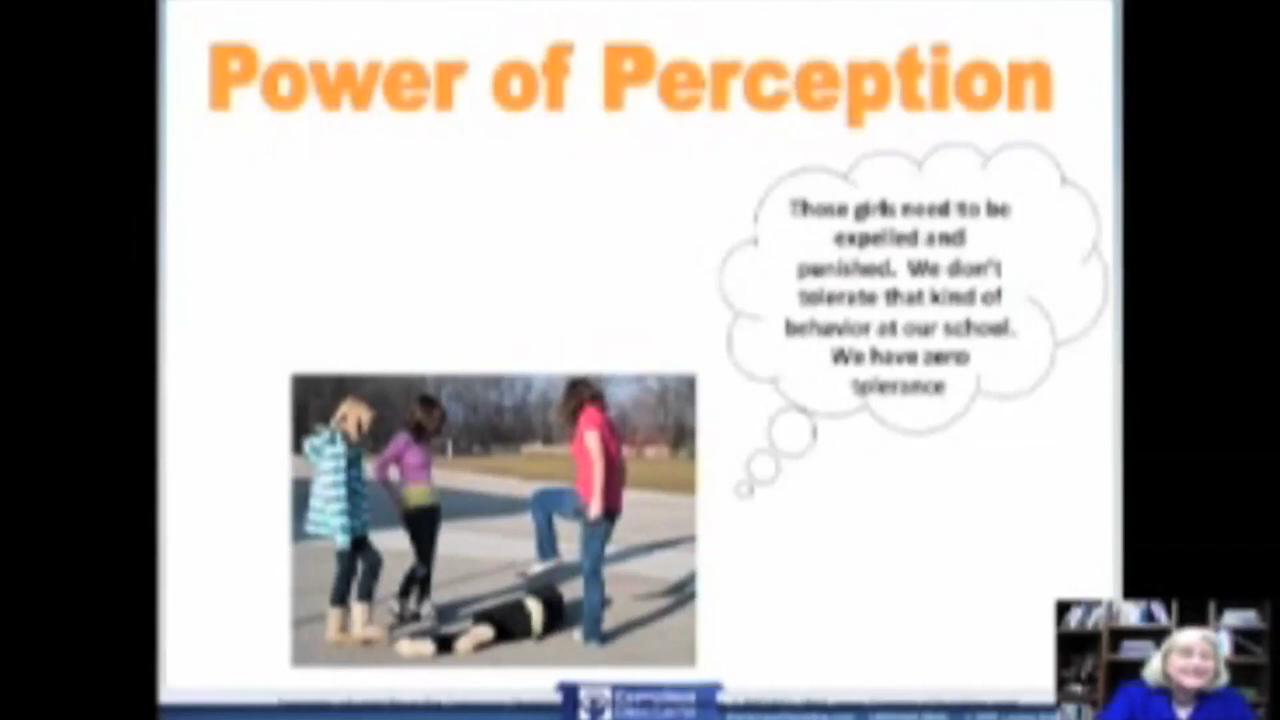 Power of Perception
Those girls need to be
expelled and
punished. We don't
tolerate that kind of
behavior at our school.
We have zero
tolerance